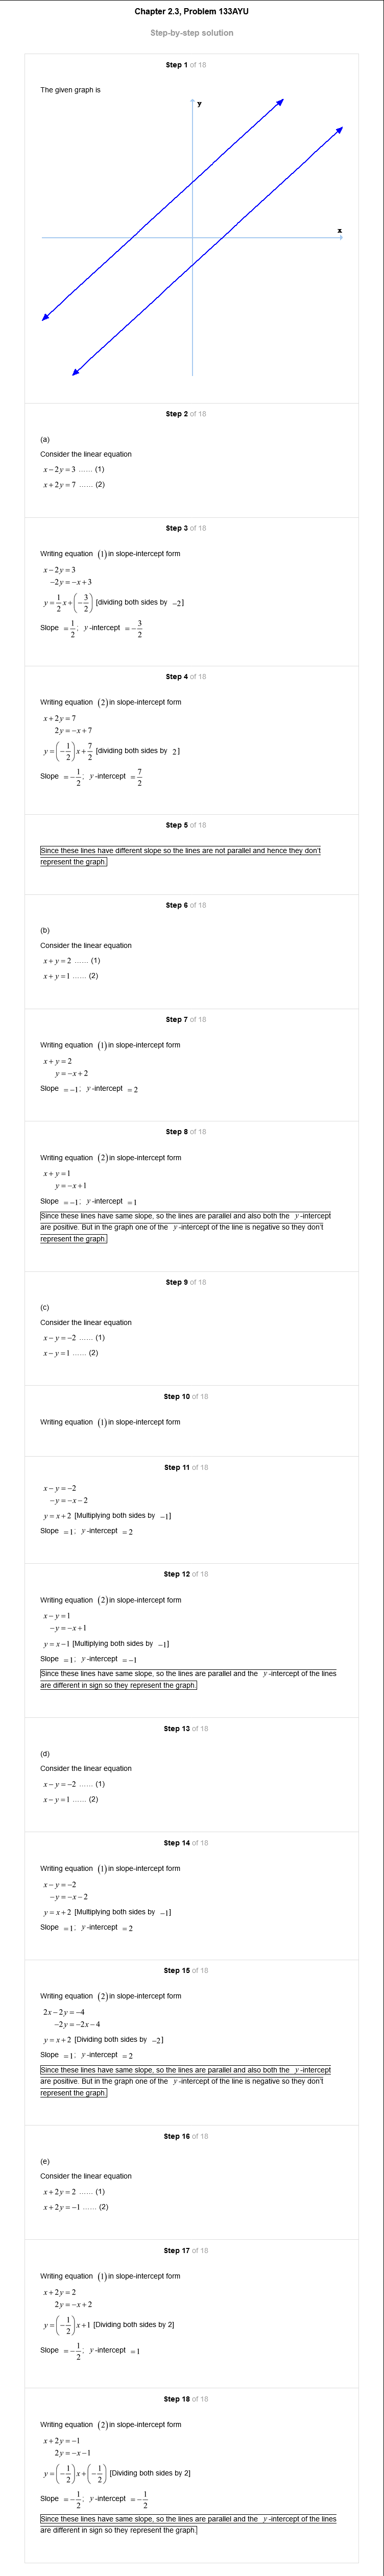 Chapter 2.3, Problem 133AYU
Step-by-step solution
Step 1 of 18
The given graph is
y
x
Step 2 of 18
(a)
Consider the linear equation
x−2y=3 ...... (1)
x+2y=7 ...... (2)
Step 3 of 18
Writing equation (1) in slope-intercept form
x−2y=3
−2y=−x+3
y=1/2x+(−3/2) [dividing both sides by −2]
Slope =1/2; y-intercept =−3/2
Step 4 of 18
Writing equation (2) in slope-intercept form
x+2y=7
2y=−x+7
y=(−1/2)x+7/2 [dividing both sides by 2]
Slope =−1/2; y-intercept =7/2
Step 5 of 18
Since these lines have different slope so the lines are not parallel and hence they don't
represent the graph.
Step 6 of 18
(b)
Consider the linear equation
x+y=2 ...... (1)
x+y=1 ...... (2)
Step 7 of 18
Writing equation (1) in slope-intercept form
x+y=2
y=−x+2
Slope =−1; y-intercept =2
Step 8 of 18
Writing equation (2) in slope-intercept form
x+y=1
y=−x+1
Slope =−1; y-intercept =1
Since these lines have same slope, so the lines are parallel and also both the y-intercept
are positive. But in the graph one of the y-intercept of the line is negative so they don't
represent the graph.
Step 9 of 18
(c)
Consider the linear equation
x−y=−2 ...... (1)
x−y=1 ...... (2)
Step 10 of 18
Writing equation (1) in slope-intercept form
Step 11 of 18
x−y=−2
−y=−x−2
y=x+2 [Multiplying both sides by −1]
Slope =1; y-intercept =2
Step 12 of 18
Writing equation (2) in slope-intercept form
x−y=1
−y=−x+1
y=x−1 [Multiplying both sides by −1]
Slope =1; y-intercept =−1
Since these lines have same slope, so the lines are parallel and the y-intercept of the lines
are different in sign so they represent the graph.
Step 13 of 18
(d)
Consider the linear equation
x−y=−2 ...... (1)
x−y=1 ...... (2)
Step 14 of 18
Writing equation (1) in slope-intercept form
x−y=−2
−y=−x−2
y=x+2 [Multiplying both sides by −1]
Slope =1; y-intercept =2
Step 15 of 18
Writing equation (2) in slope-intercept form
2x−2y=−4
−2y=−2x−4
y=x+2 [Dividing both sides by −2]
Slope =1; y-intercept =2
Since these lines have same slope, so the lines are parallel and also both the y-intercept
are positive. But in the graph one of the y-intercept of the line is negative so they don't
represent the graph.
Step 16 of 18
(e)
Consider the linear equation
x+2y=2 ...... (1)
x+2y=−1 ...... (2)
Step 17 of 18
Writing equation (1) in slope-intercept form
x+2y=2
2y=−x+2
y=(−1/2)x+1 [Dividing both sides by 2]
Slope =−1/2; y-intercept =1
Step 18 of 18
Writing equation (2) in slope-intercept form
x+2y=−1
2y=−x−1
y=(−1/2)x+(−1/2) [Dividing both sides by 2]
Slope =−1/2; y-intercept =−1/2
Since these lines have same slope, so the lines are parallel and the y-intercept of the lines
are different in sign so they represent the graph.